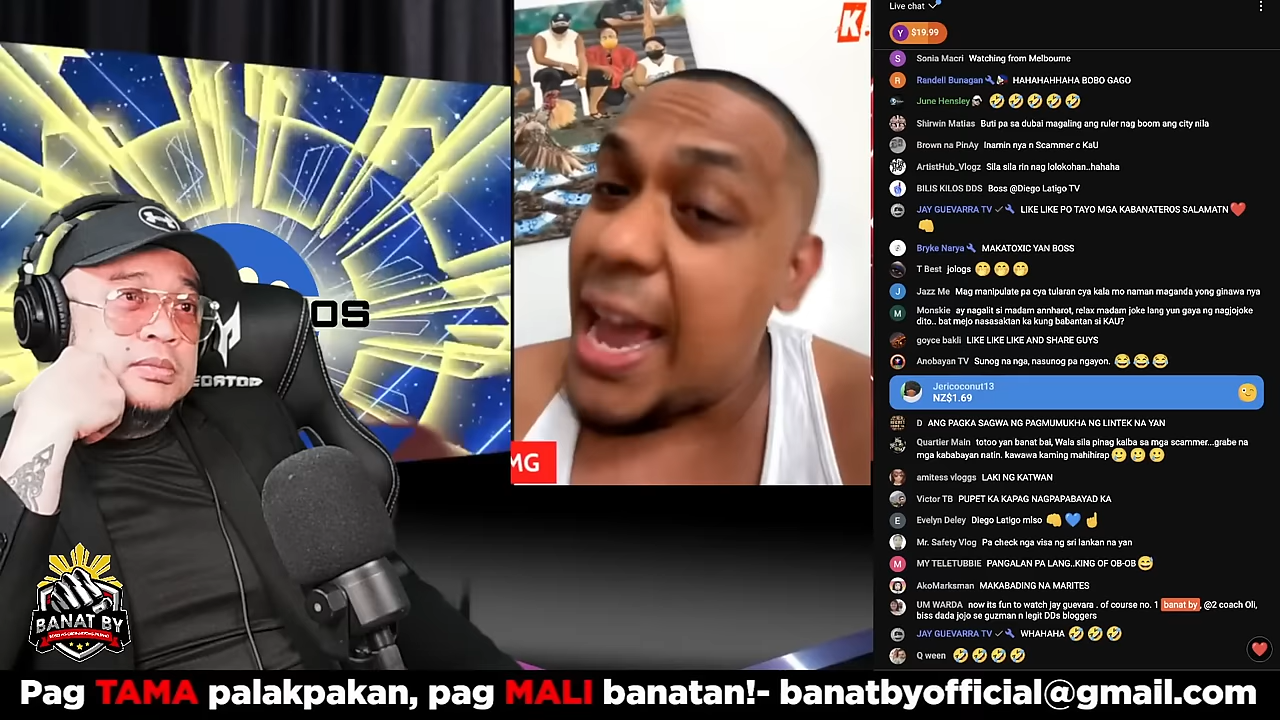 K
OS
PREDATOR
MG
BANAT BY
Pag TAMA palakpakan, pag MALI banatan!- banatbyofficial@gmail.com
Live chat
Y $19.99
S Sonia Macri Watching from Melbourne
R Randell Bunagan HAHAHAHHAHA BOBO GAGO
June Hensley 🤣🤣🤣🤣🤣
Shirwin Matias Buti pa sa dubai magaling ang ruler nag boom ang city nila
Brown na PinAy Inamin nya n Scammer c KaU
ArtistHub_Vlogz Sila sila rin nag lolokohan..hahaha
BILIS KILOS DDS Boss @Diego Latigo TV
JAY GUEVARRA TV ✓ LIKE LIKE PO TAYO MGA KABANATEROS SALAMATN ❤️
👊
Bryke Narya MAKATOXIC YAN BOSS
T Best jologs 🤭🤭🤭
J Jazz Me Mag manipulate pa cya tularan cya kala mo naman maganda yong ginawa nya
M Monskie ay nagalit si madam annharot, relax madam joke lang yun gaya ng nagjojoke
dito.. bat mejo nasasaktan ka kung babantan si KAU?
goyce bakli LIKE LIKE LIKE AND SHARE GUYS
Anobayan TV Sunog na nga, nasunog pa ngayon. 😂😂😂
Jericoconut13
NZ$1.69 😉
D ANG PAGKA SAGWA NG PAGMUMUKHA NG LINTEK NA YAN
Quartier Main totoo yan banat bai, Wala sila pinag kaiba sa mga scammer...grabe na
mga kababayan natin. kawawa kaming mahihirap 🥲🥲🥲
amitess vloggs LAKI NG KATWAN
Victor TB PUPET KA KAPAG NAGPAPABAYAD KA
E Evelyn Deley Diego Latigo mlso 👊💙☝️
Mr. Safety Vlog Pa check nga visa ng sri lankan na yan
M MY TELETUBBIE PANGALAN PA LANG..KING OF OB-OB 😅
AkoMarksman MAKABADING NA MARITES
UM WARDA now its fun to watch jay guevara . of course no. 1 banat by, @2 coach Oli,
biss dada jojo se guzman n legit DDs bloggers
JAY GUEVARRA TV ✓ WHAHAHA 🤣🤣🤣
Q ween 🤣🤣🤣🤣